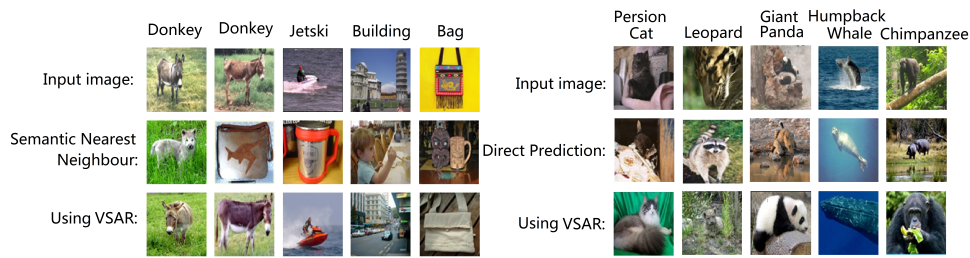 Donkey Donkey Jetski Building Bag
Input image:
Semantic Nearest
Neighbour:
Using VSAR:
Persion
Cat
Leopard
Giant
Panda
Humpback
Whale
Chimpanzee
Input image:
Direct Prediction:
Using VSAR: